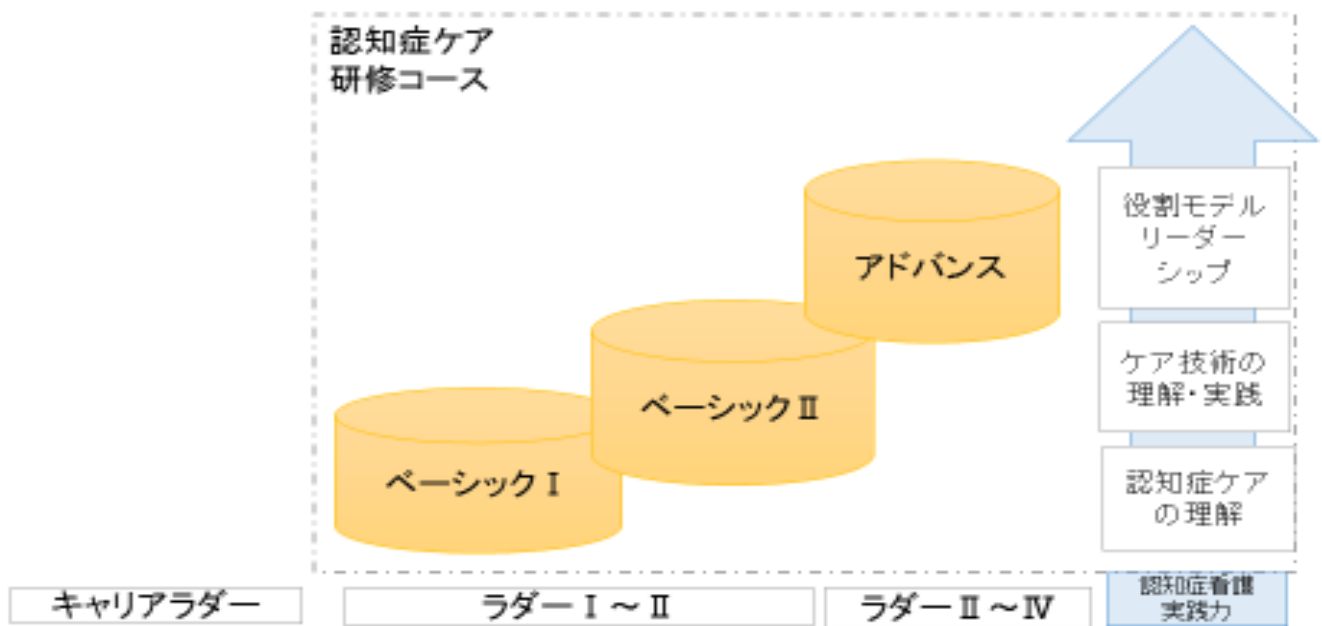 認知症ケア
研修コース
アドバンス
ベーシックⅡ
ベーシックⅠ
役割モデル
リーダー
シップ
ケア技術の
理解・実践
認知症ケア
の理解
キャリアラダー
ラダーⅠ～Ⅱ
ラダーⅡ～Ⅳ
認知症看護
実践力